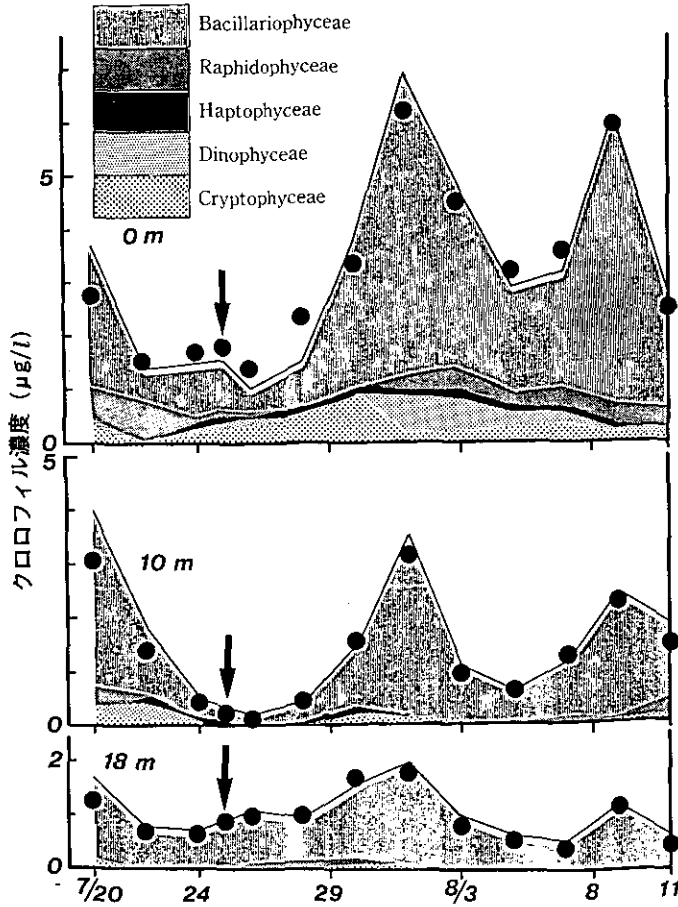 Bacillariophyceae
Raphidophyceae
Haptophyceae
Dinophyceae
Cryptophyceae
0 m
5
0
クロロフィル濃度 (μg/l)
5
10 m
0
2
18 m
0
7/20 24 29 8/3 8 11